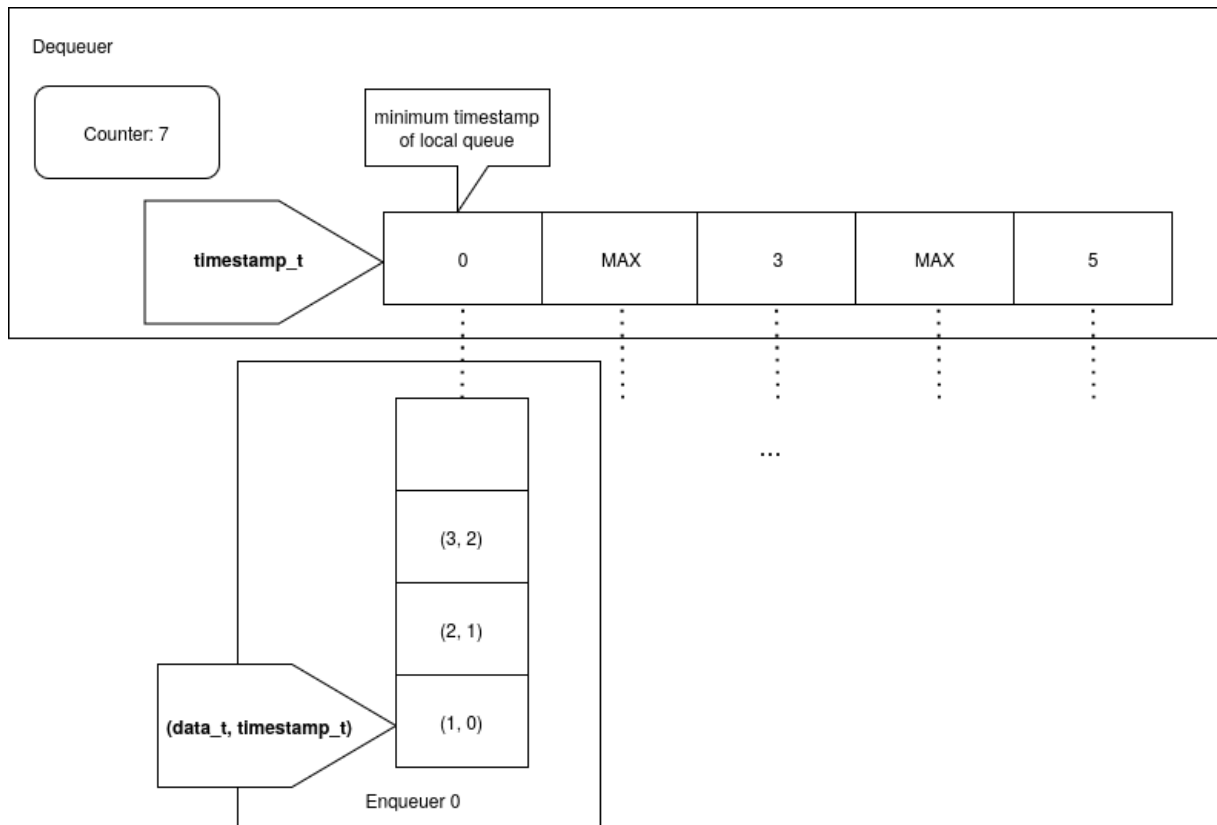 Dequeuer
Counter: 7
minimum timestamp
of local queue
timestamp_t
0
MAX
3
MAX
5
...
(3, 2)
(2, 1)
(data_t, timestamp_t)
(1, 0)
Enqueuer 0